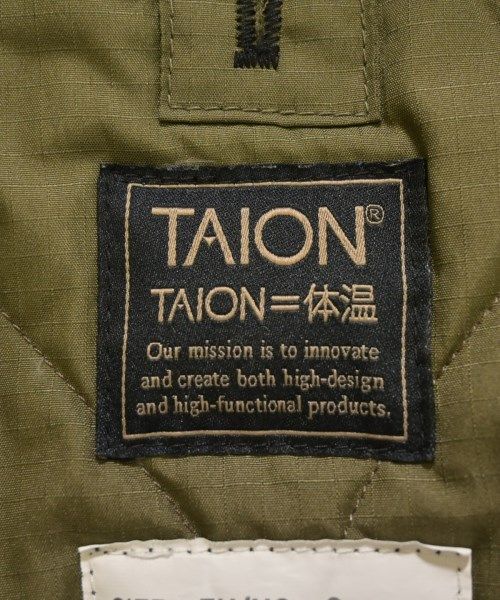 TAION®
TAION=体温
Our mission is to innovate
and create both high-design
and high-functional products.